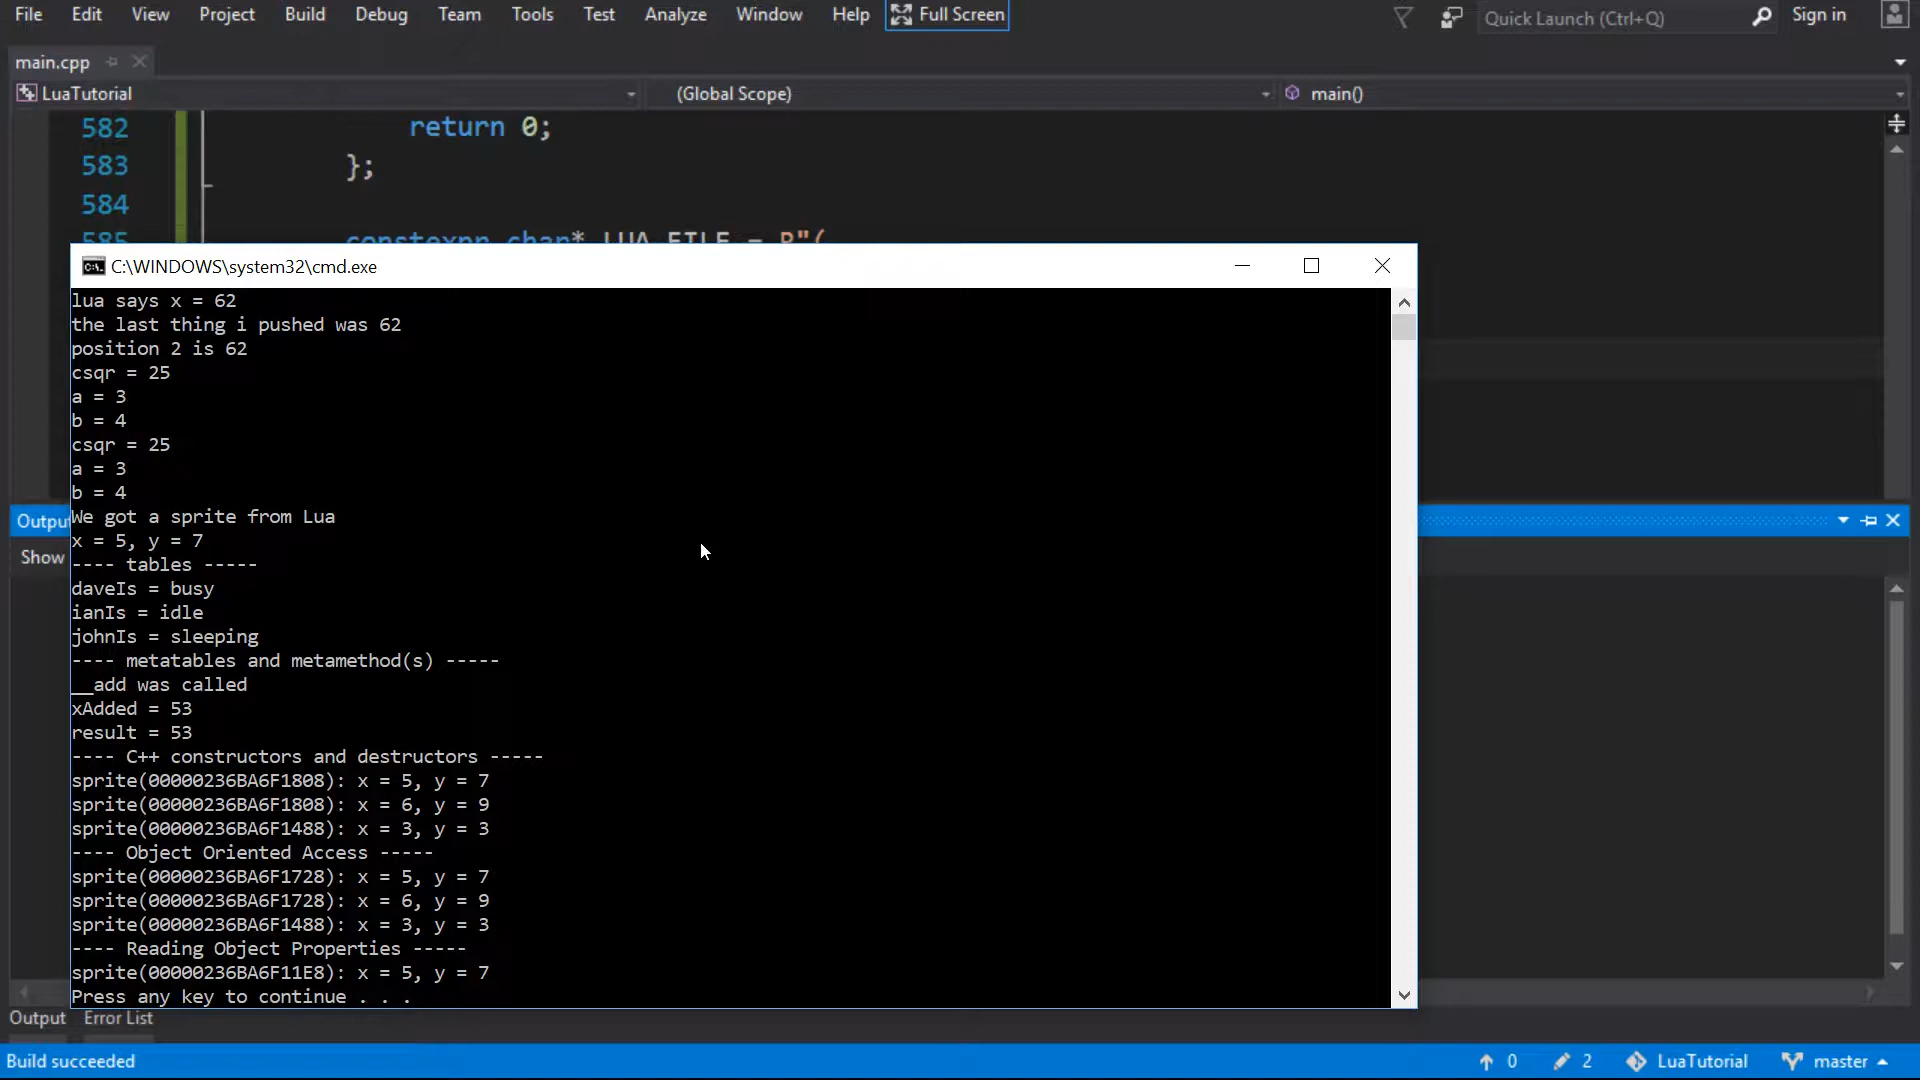 File Edit View Project Build Debug Team Tools Test Analyze Window Help Full Screen Quick Launch (Ctrl+Q) Sign in
main.cpp
LuaTutorial (Global Scope) main()
582 return 0;
583 };
584
585 constexpr char* LUA_FILE = R"(
C:\WINDOWS\system32\cmd.exe
lua says x = 62
the last thing i pushed was 62
position 2 is 62
csqr = 25
a = 3
b = 4
csqr = 25
a = 3
b = 4
We got a sprite from Lua
x = 5, y = 7
---- tables -----
daveIs = busy
ianIs = idle
johnIs = sleeping
---- metatables and metamethod(s) -----
__add was called
xAdded = 53
result = 53
---- C++ constructors and destructors -----
sprite(00000236BA6F1808): x = 5, y = 7
sprite(00000236BA6F1808): x = 6, y = 9
sprite(00000236BA6F1488): x = 3, y = 3
---- Object Oriented Access -----
sprite(00000236BA6F1728): x = 5, y = 7
sprite(00000236BA6F1728): x = 6, y = 9
sprite(00000236BA6F1488): x = 3, y = 3
---- Reading Object Properties -----
sprite(00000236BA6F11E8): x = 5, y = 7
Press any key to continue . . .
Output
Show
Output Error List
Build succeeded 0 2 LuaTutorial master